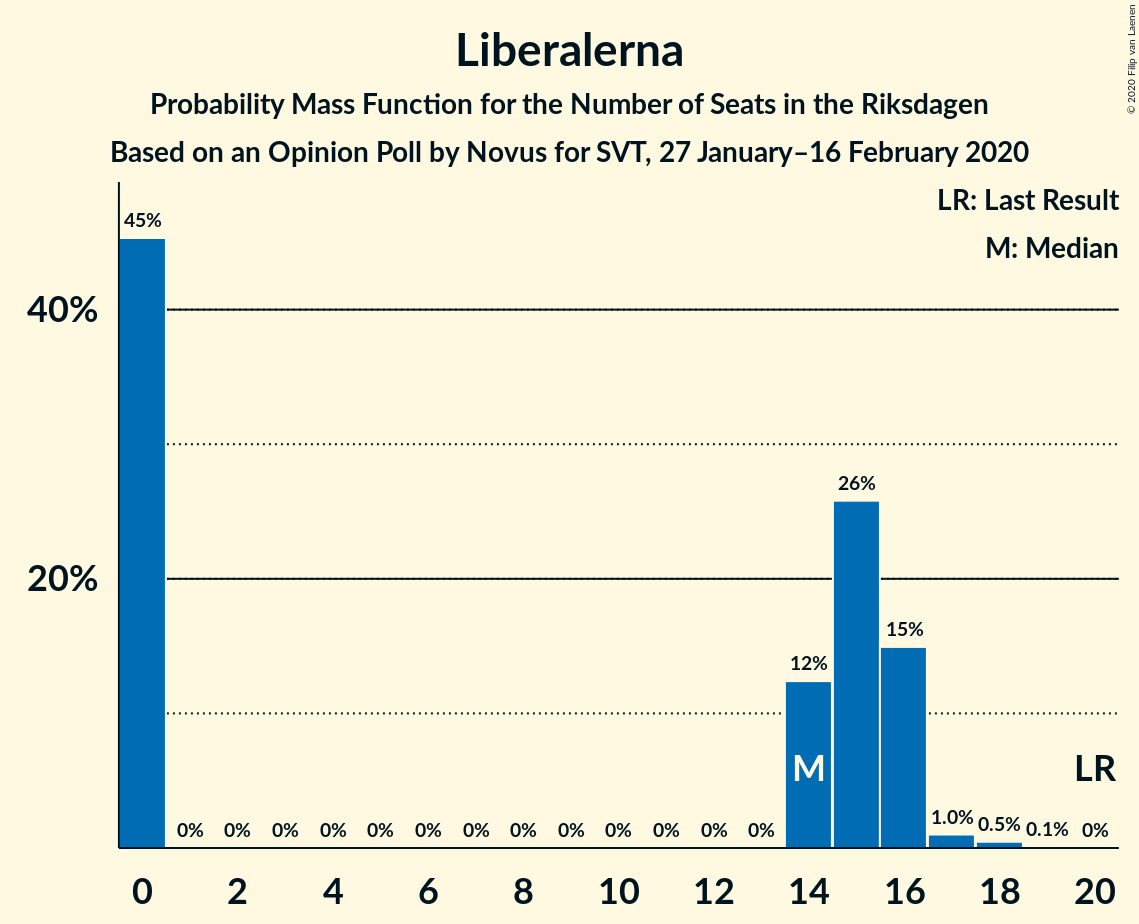 Liberalerna
Probability Mass Function for the Number of Seats in the Riksdagen
Based on an Opinion Poll by Novus for SVT, 27 January–16 February 2020
© 2020 Filip van Laenen
LR: Last Result
M: Median
45%
40%
26%
20%
15%
12%
M
LR
0% 0% 0% 0% 0% 0% 0% 0% 0% 0% 0% 0% 0% 1.0% 0.5% 0.1% 0%
0 2 4 6 8 10 12 14 16 18 20